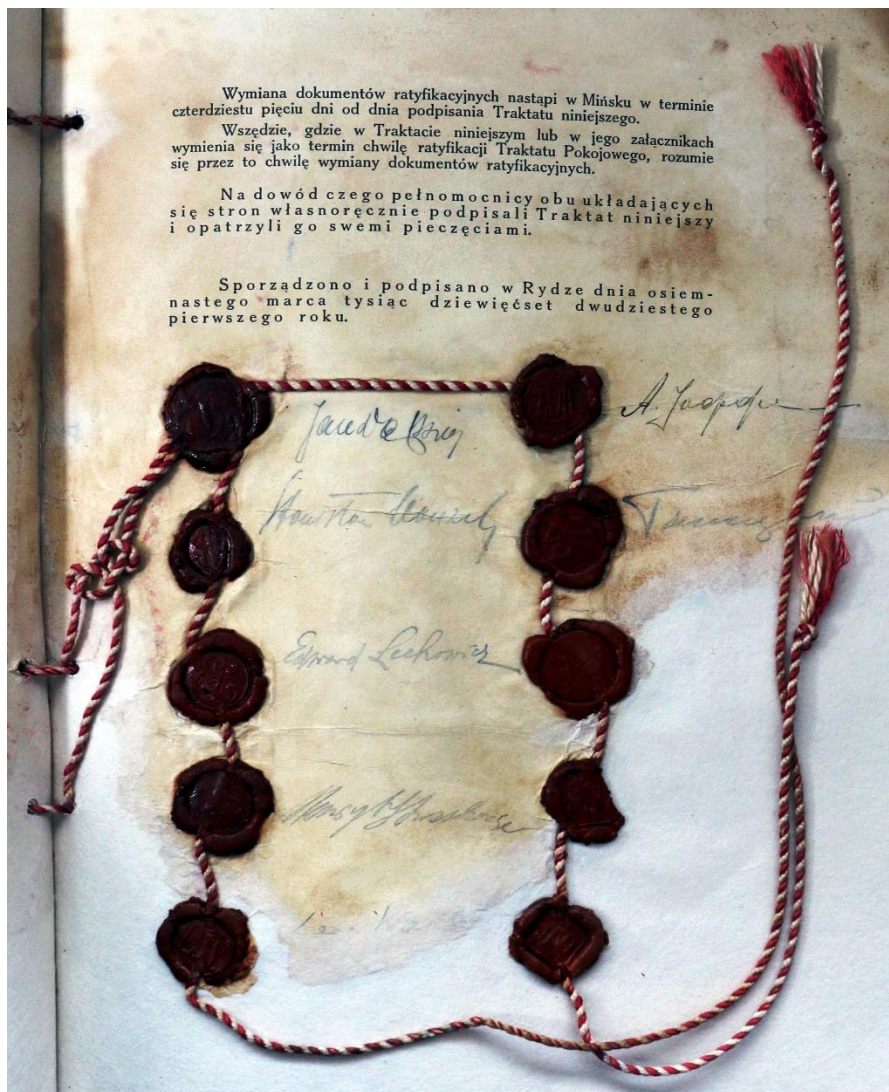 Wymiana dokumentów ratyfikacyjnych nastąpi w Mińsku w terminie
czterdziestu pięciu dni od dnia podpisania Traktatu niniejszego.
Wszędzie, gdzie w Traktacie niniejszym lub w jego załącznikach
wymienia się jako termin chwilę ratyfikacji Traktatu Pokojowego, rozumie
się przez to chwilę wymiany dokumentów ratyfikacyjnych.
Na dowód czego pełnomocnicy obu układających
się stron własnoręcznie podpisali Traktat niniejszy
i opatrzyli go swemi pieczęciami.
Sporządzono i podpisano w Rydze dnia osiem-
nastego marca tysiąc dziewięćset dwudziestego
pierwszego roku.
A.
Edward Lechowicz